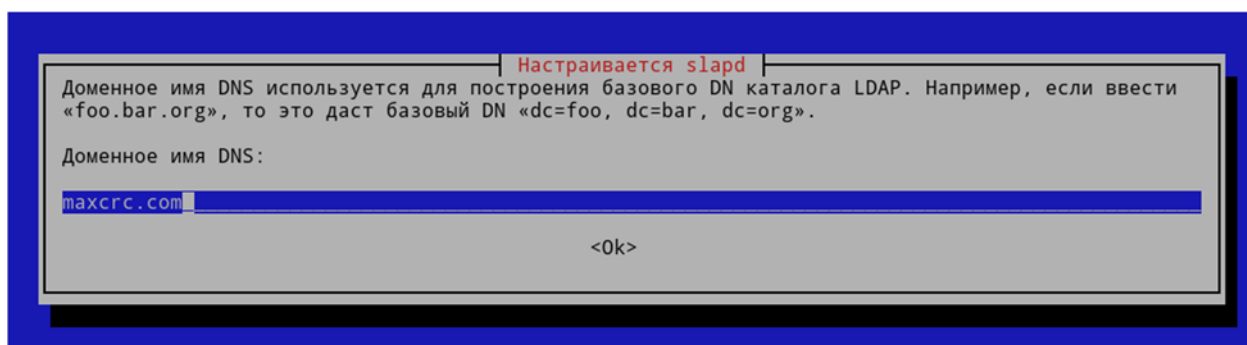 Настраивается slapd
Доменное имя DNS используется для построения базового DN каталога LDAP. Например, если ввести
«foo.bar.org», то это даст базовый DN «dc=foo, dc=bar, dc=org».
Доменное имя DNS:
maxcrc.com
<Ok>